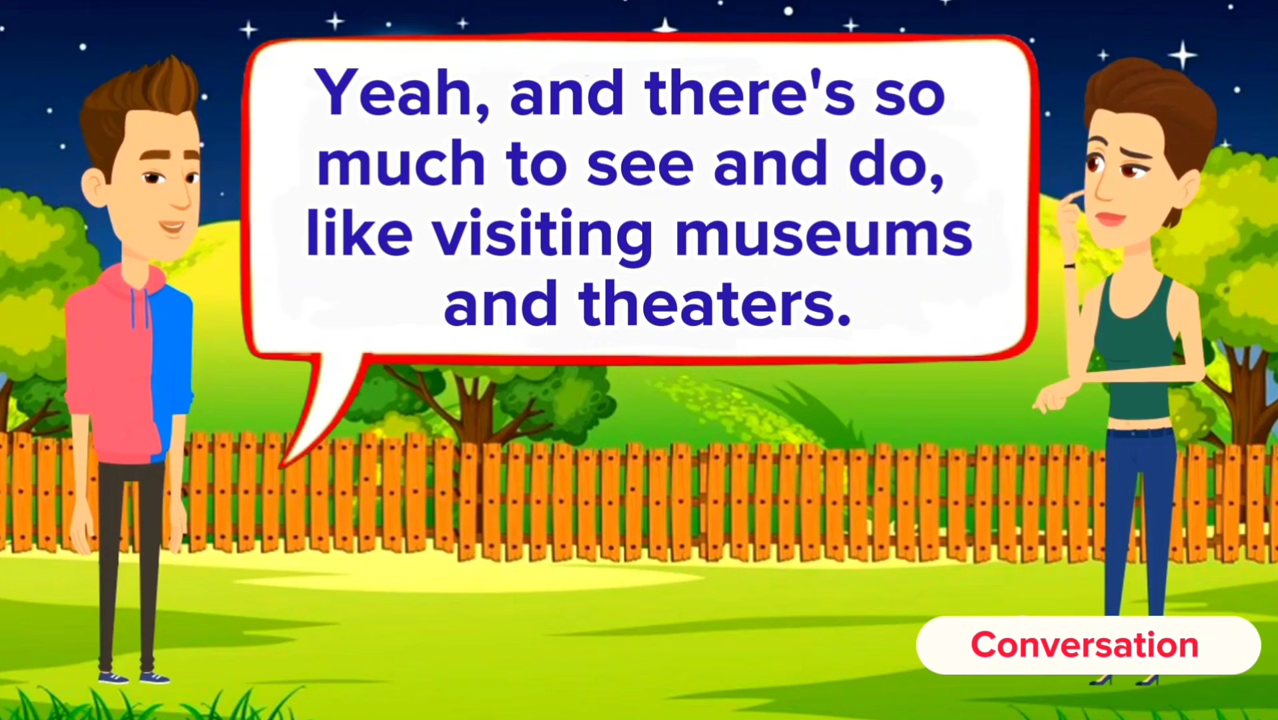 Yeah, and there's so
much to see and do,
like visiting museums
and theaters.
Conversation